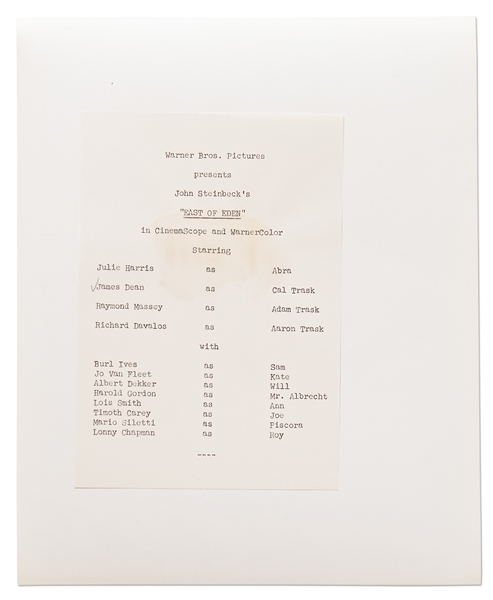 Warner Bros. Pictures
presents
John Steinbeck's
"EAST OF EDEN"
in CinemaScope and WarnerColor
Starring
Julie Harris as Abra
✓James Dean as Cal Trask
Raymond Massey as Adam Trask
Richard Davalos as Aaron Trask
with
Burl Ives as Sam
Jo Van Fleet as Kate
Albert Dekker as Will
Harold Gordon as Mr. Albrecht
Lois Smith as Ann
Timoth Carey as Joe
Mario Siletti as Piscora
Lonny Chapman as Roy
----